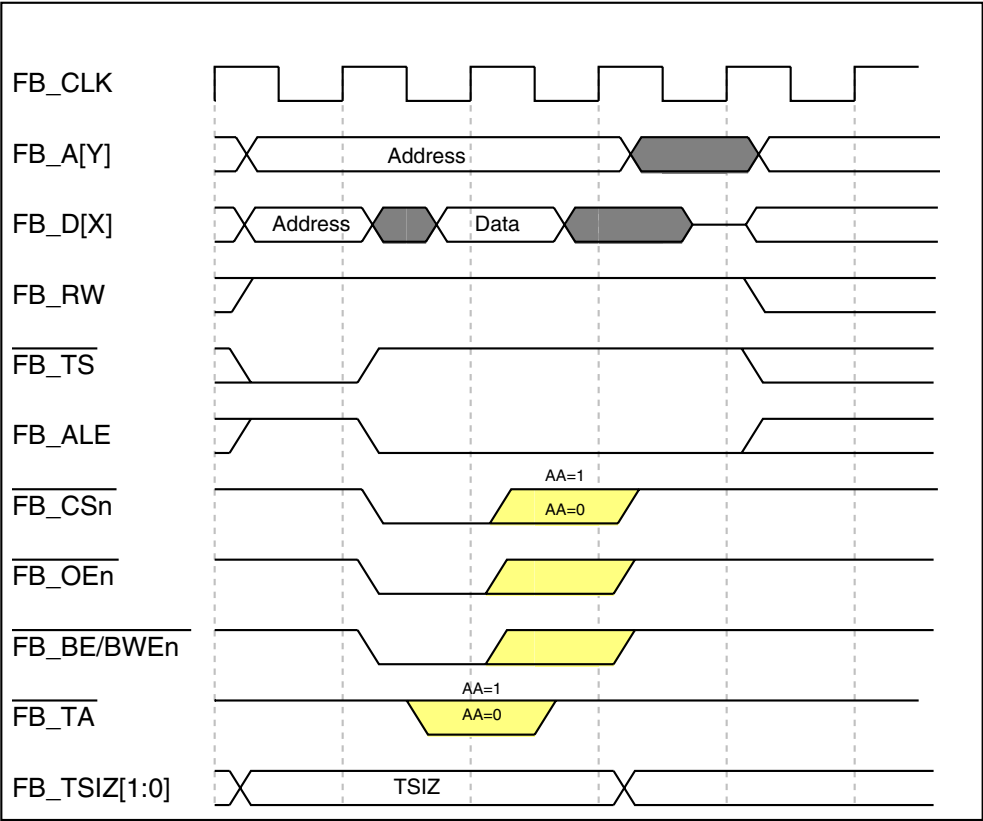 FB_CLK
FB_A[Y]
Address
FB_D[X]
Address
Data
FB_RW
FB_TS
FB_ALE
AA=1
FB_CSn
AA=0
FB_OEn
FB_BE/BWEn
AA=1
FB_TA
AA=0
FB_TSIZ[1:0]
TSIZ